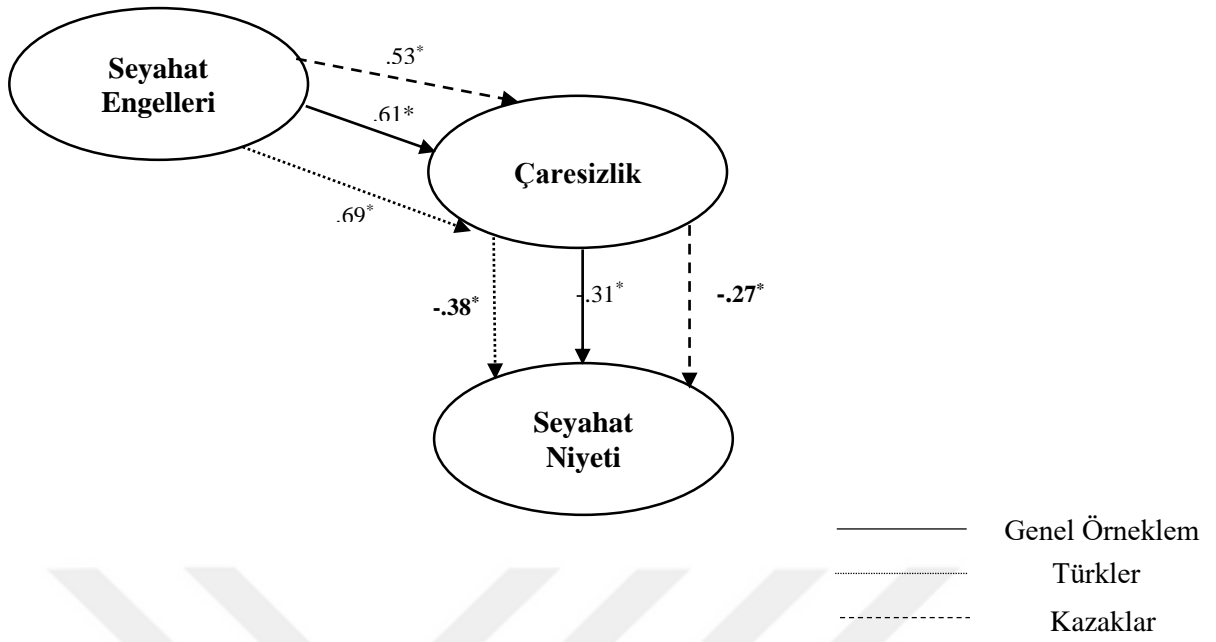 Seyahat
Engelleri
.53*
.61*
.69*
Çaresizlik
-.38*
-.31*
-.27*
Seyahat
Niyeti
Genel Örneklem
Türkler
Kazaklar